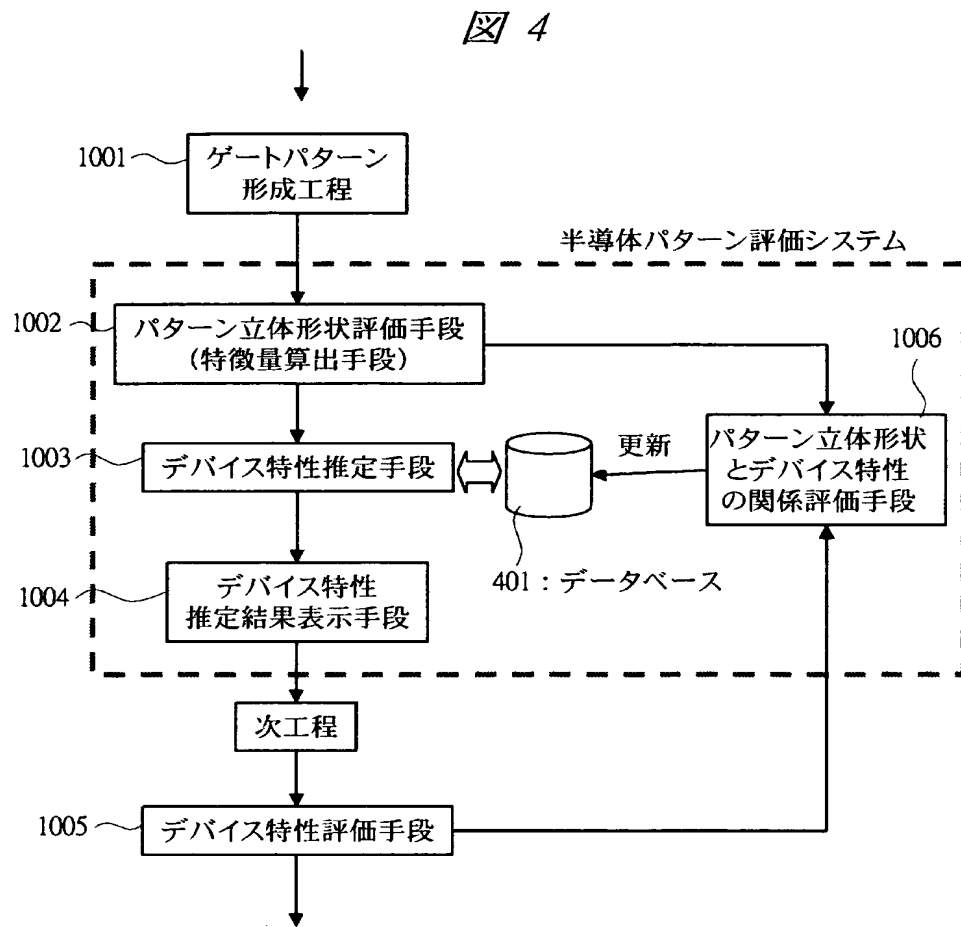 図 4
1001
ゲートパターン
形成工程
半導体パターン評価システム
1002
パターン立体形状評価手段
(特徴量算出手段)
1006
パターン立体形状
とデバイス特性
の関係評価手段
1003
デバイス特性推定手段
更新
401：データベース
1004
デバイス特性
推定結果表示手段
次工程
1005
デバイス特性評価手段